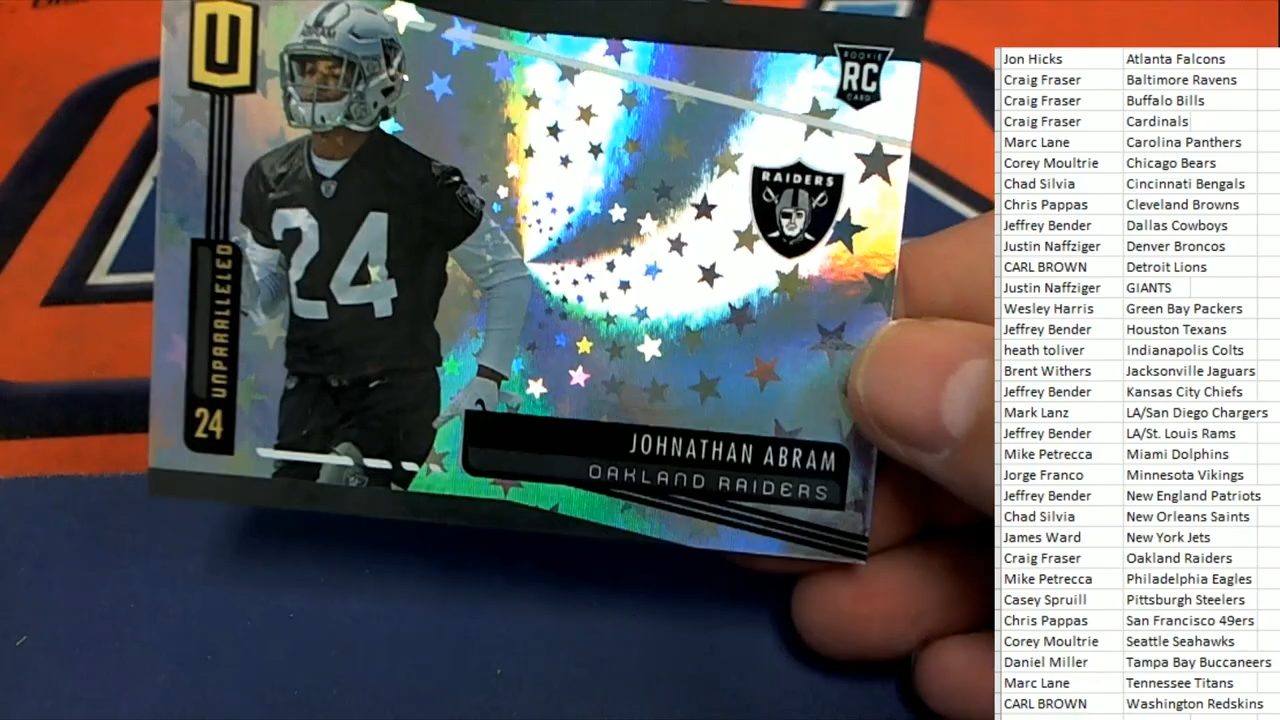 U
ABRAM
ROOKIE
RC
CARD
RAIDERS
24
UNPARALLELED
24
JOHNATHAN ABRAM
OAKLAND RAIDERS
Jon Hicks Atlanta Falcons
Craig Fraser Baltimore Ravens
Craig Fraser Buffalo Bills
Craig Fraser Cardinals
Marc Lane Carolina Panthers
Corey Moultrie Chicago Bears
Chad Silvia Cincinnati Bengals
Chris Pappas Cleveland Browns
Jeffrey Bender Dallas Cowboys
Justin Naffziger Denver Broncos
CARL BROWN Detroit Lions
Justin Naffziger GIANTS
Wesley Harris Green Bay Packers
Jeffrey Bender Houston Texans
heath toliver Indianapolis Colts
Brent Withers Jacksonville Jaguars
Jeffrey Bender Kansas City Chiefs
Mark Lanz LA/San Diego Chargers
Jeffrey Bender LA/St. Louis Rams
Mike Petrecca Miami Dolphins
Jorge Franco Minnesota Vikings
Jeffrey Bender New England Patriots
Chad Silvia New Orleans Saints
James Ward New York Jets
Craig Fraser Oakland Raiders
Mike Petrecca Philadelphia Eagles
Casey Spruill Pittsburgh Steelers
Chris Pappas San Francisco 49ers
Corey Moultrie Seattle Seahawks
Daniel Miller Tampa Bay Buccaneers
Marc Lane Tennessee Titans
CARL BROWN Washington Redskins